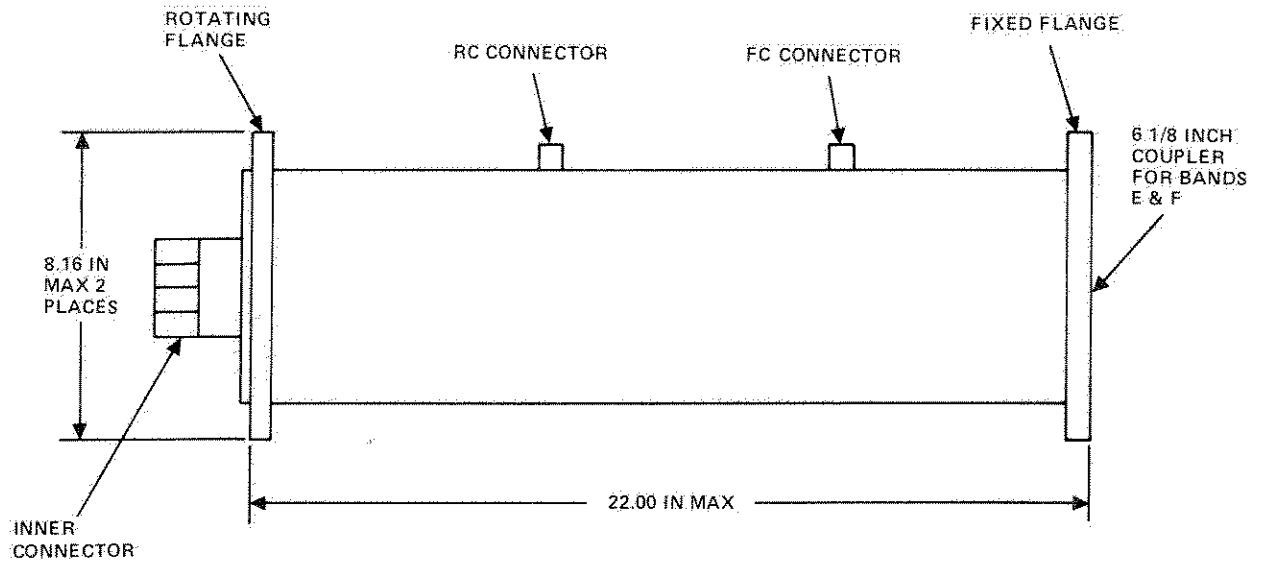 ROTATING
FLANGE
RC CONNECTOR
FC CONNECTOR
FIXED FLANGE
6 1/8 INCH
COUPLER
FOR BANDS
E & F
8.16 IN
MAX 2
PLACES
22.00 IN MAX
INNER
CONNECTOR